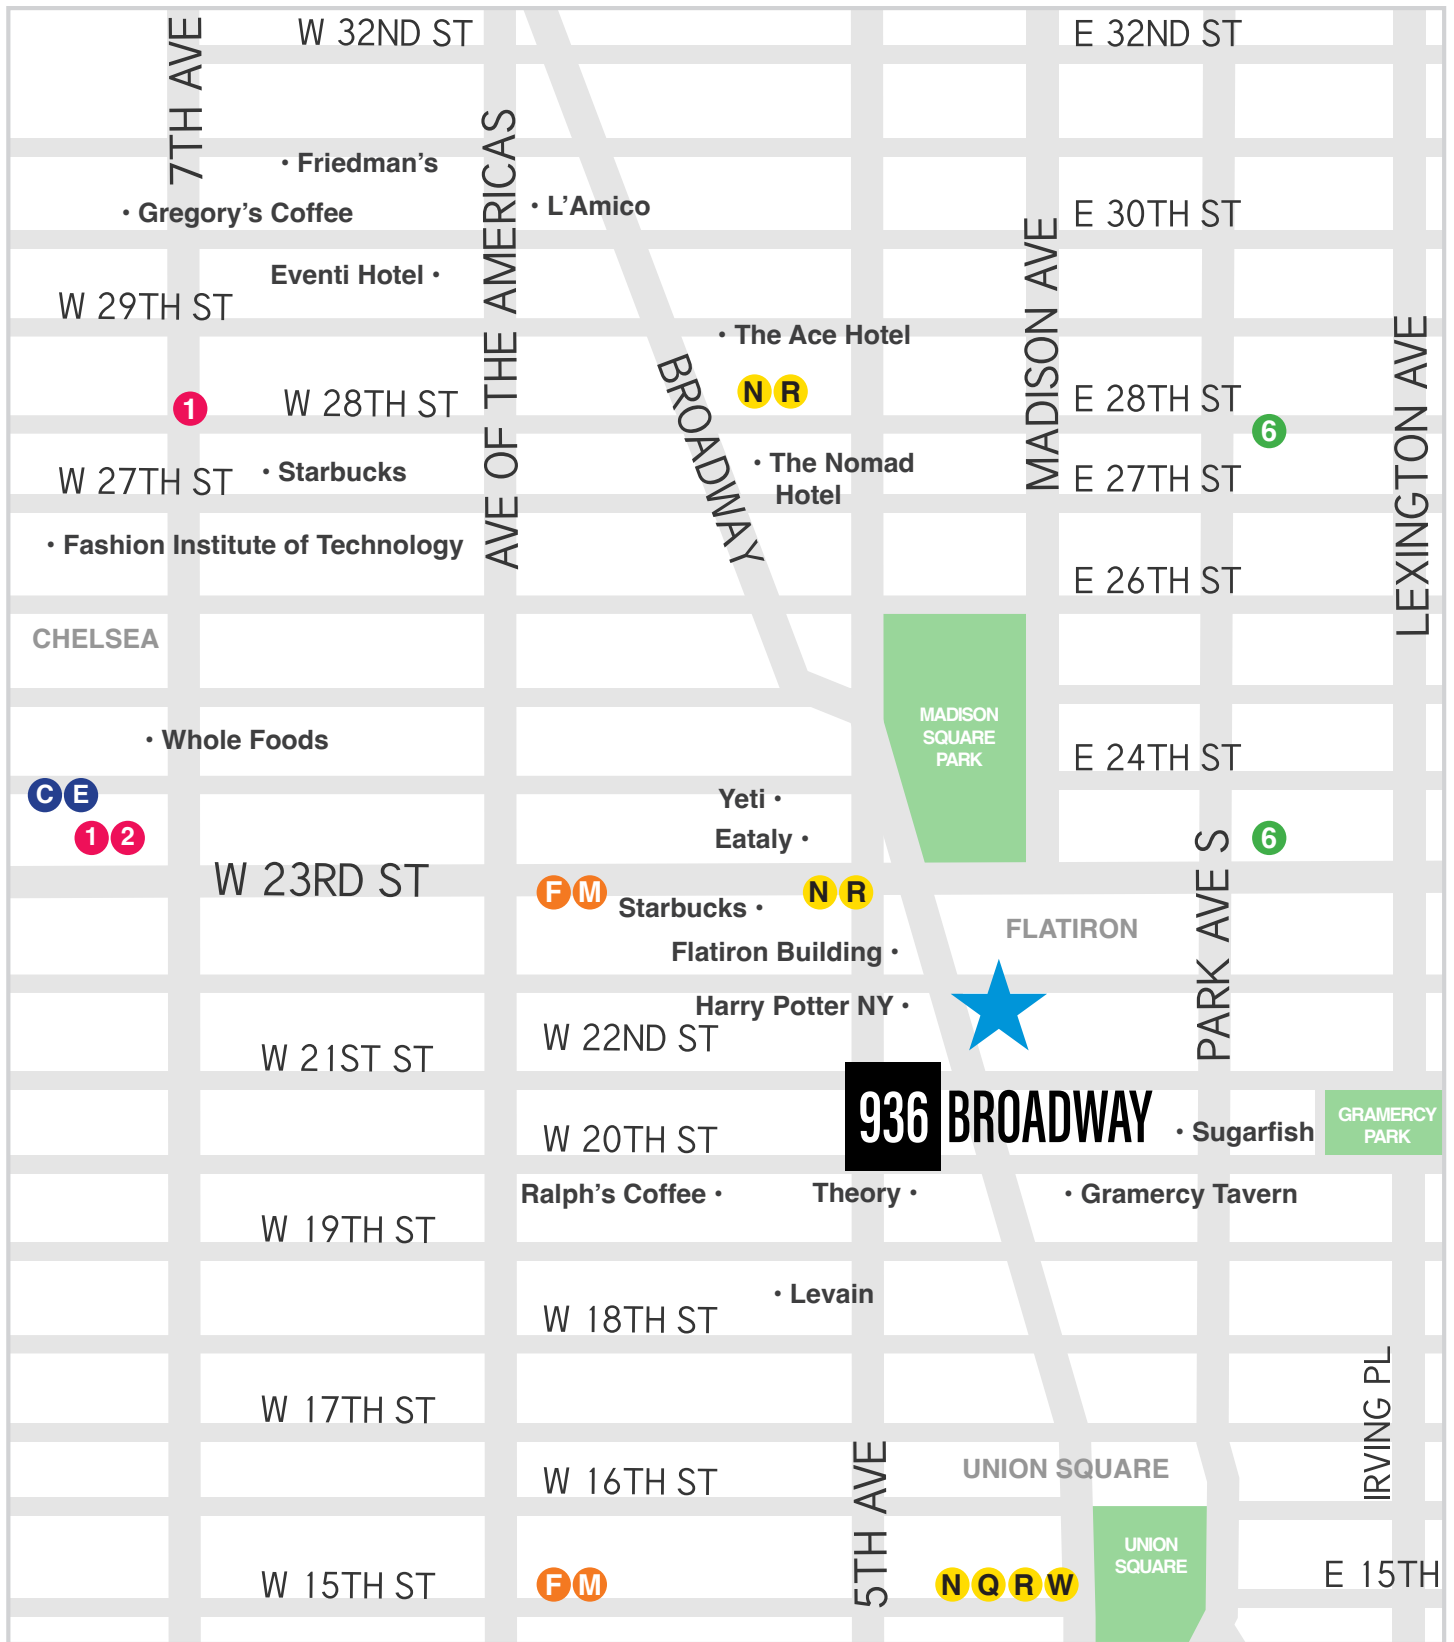 W 32ND ST
E 32ND ST
7TH AVE
AVE OF THE AMERICAS
• Friedman's
• Gregory's Coffee
• L'Amico
E 30TH ST
MADISON AVE
Eventi Hotel •
W 29TH ST
LEXINGTON AVE
• The Ace Hotel
BROADWAY
N R
1
W 28TH ST
E 28TH ST
6
• The Nomad
Hotel
W 27TH ST
• Starbucks
E 27TH ST
• Fashion Institute of Technology
E 26TH ST
CHELSEA
MADISON
SQUARE
PARK
• Whole Foods
E 24TH ST
C E
Yeti •
1 2
Eataly •
6
PARK AVE S
W 23RD ST
F M
N R
Starbucks •
FLATIRON
Flatiron Building •
Harry Potter NY •
W 22ND ST
W 21ST ST
936 BROADWAY
GRAMERCY
PARK
W 20TH ST
• Sugarfish
Ralph's Coffee •
Theory •
• Gramercy Tavern
W 19TH ST
• Levain
W 18TH ST
IRVING PL
W 17TH ST
5TH AVE
UNION SQUARE
W 16TH ST
UNION
SQUARE
W 15TH ST
F M
N Q R W
E 15TH